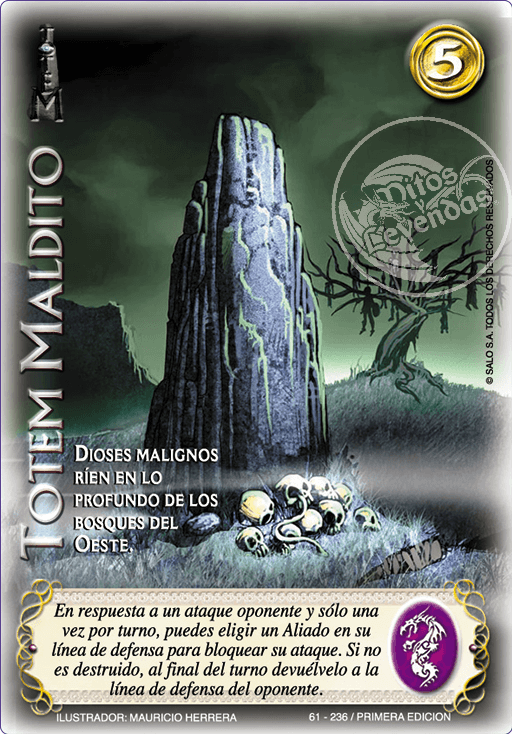 5
TOTEM MALDITO
Mitos
y
Leyendas
© SALO S.A. TODOS LOS DERECHOS RESERVADOS
DIOSES MALIGNOS
RÍEN EN LO
PROFUNDO DE LOS
BOSQUES DEL
OESTE.
En respuesta a un ataque oponente y sólo una
vez por turno, puedes eligir un Aliado en su
línea de defensa para bloquear su ataque. Si no
es destruido, al final del turno devuélvelo a la
línea de defensa del oponente.
ILUSTRADOR: MAURICIO HERRERA
61 - 236 / PRIMERA EDICION